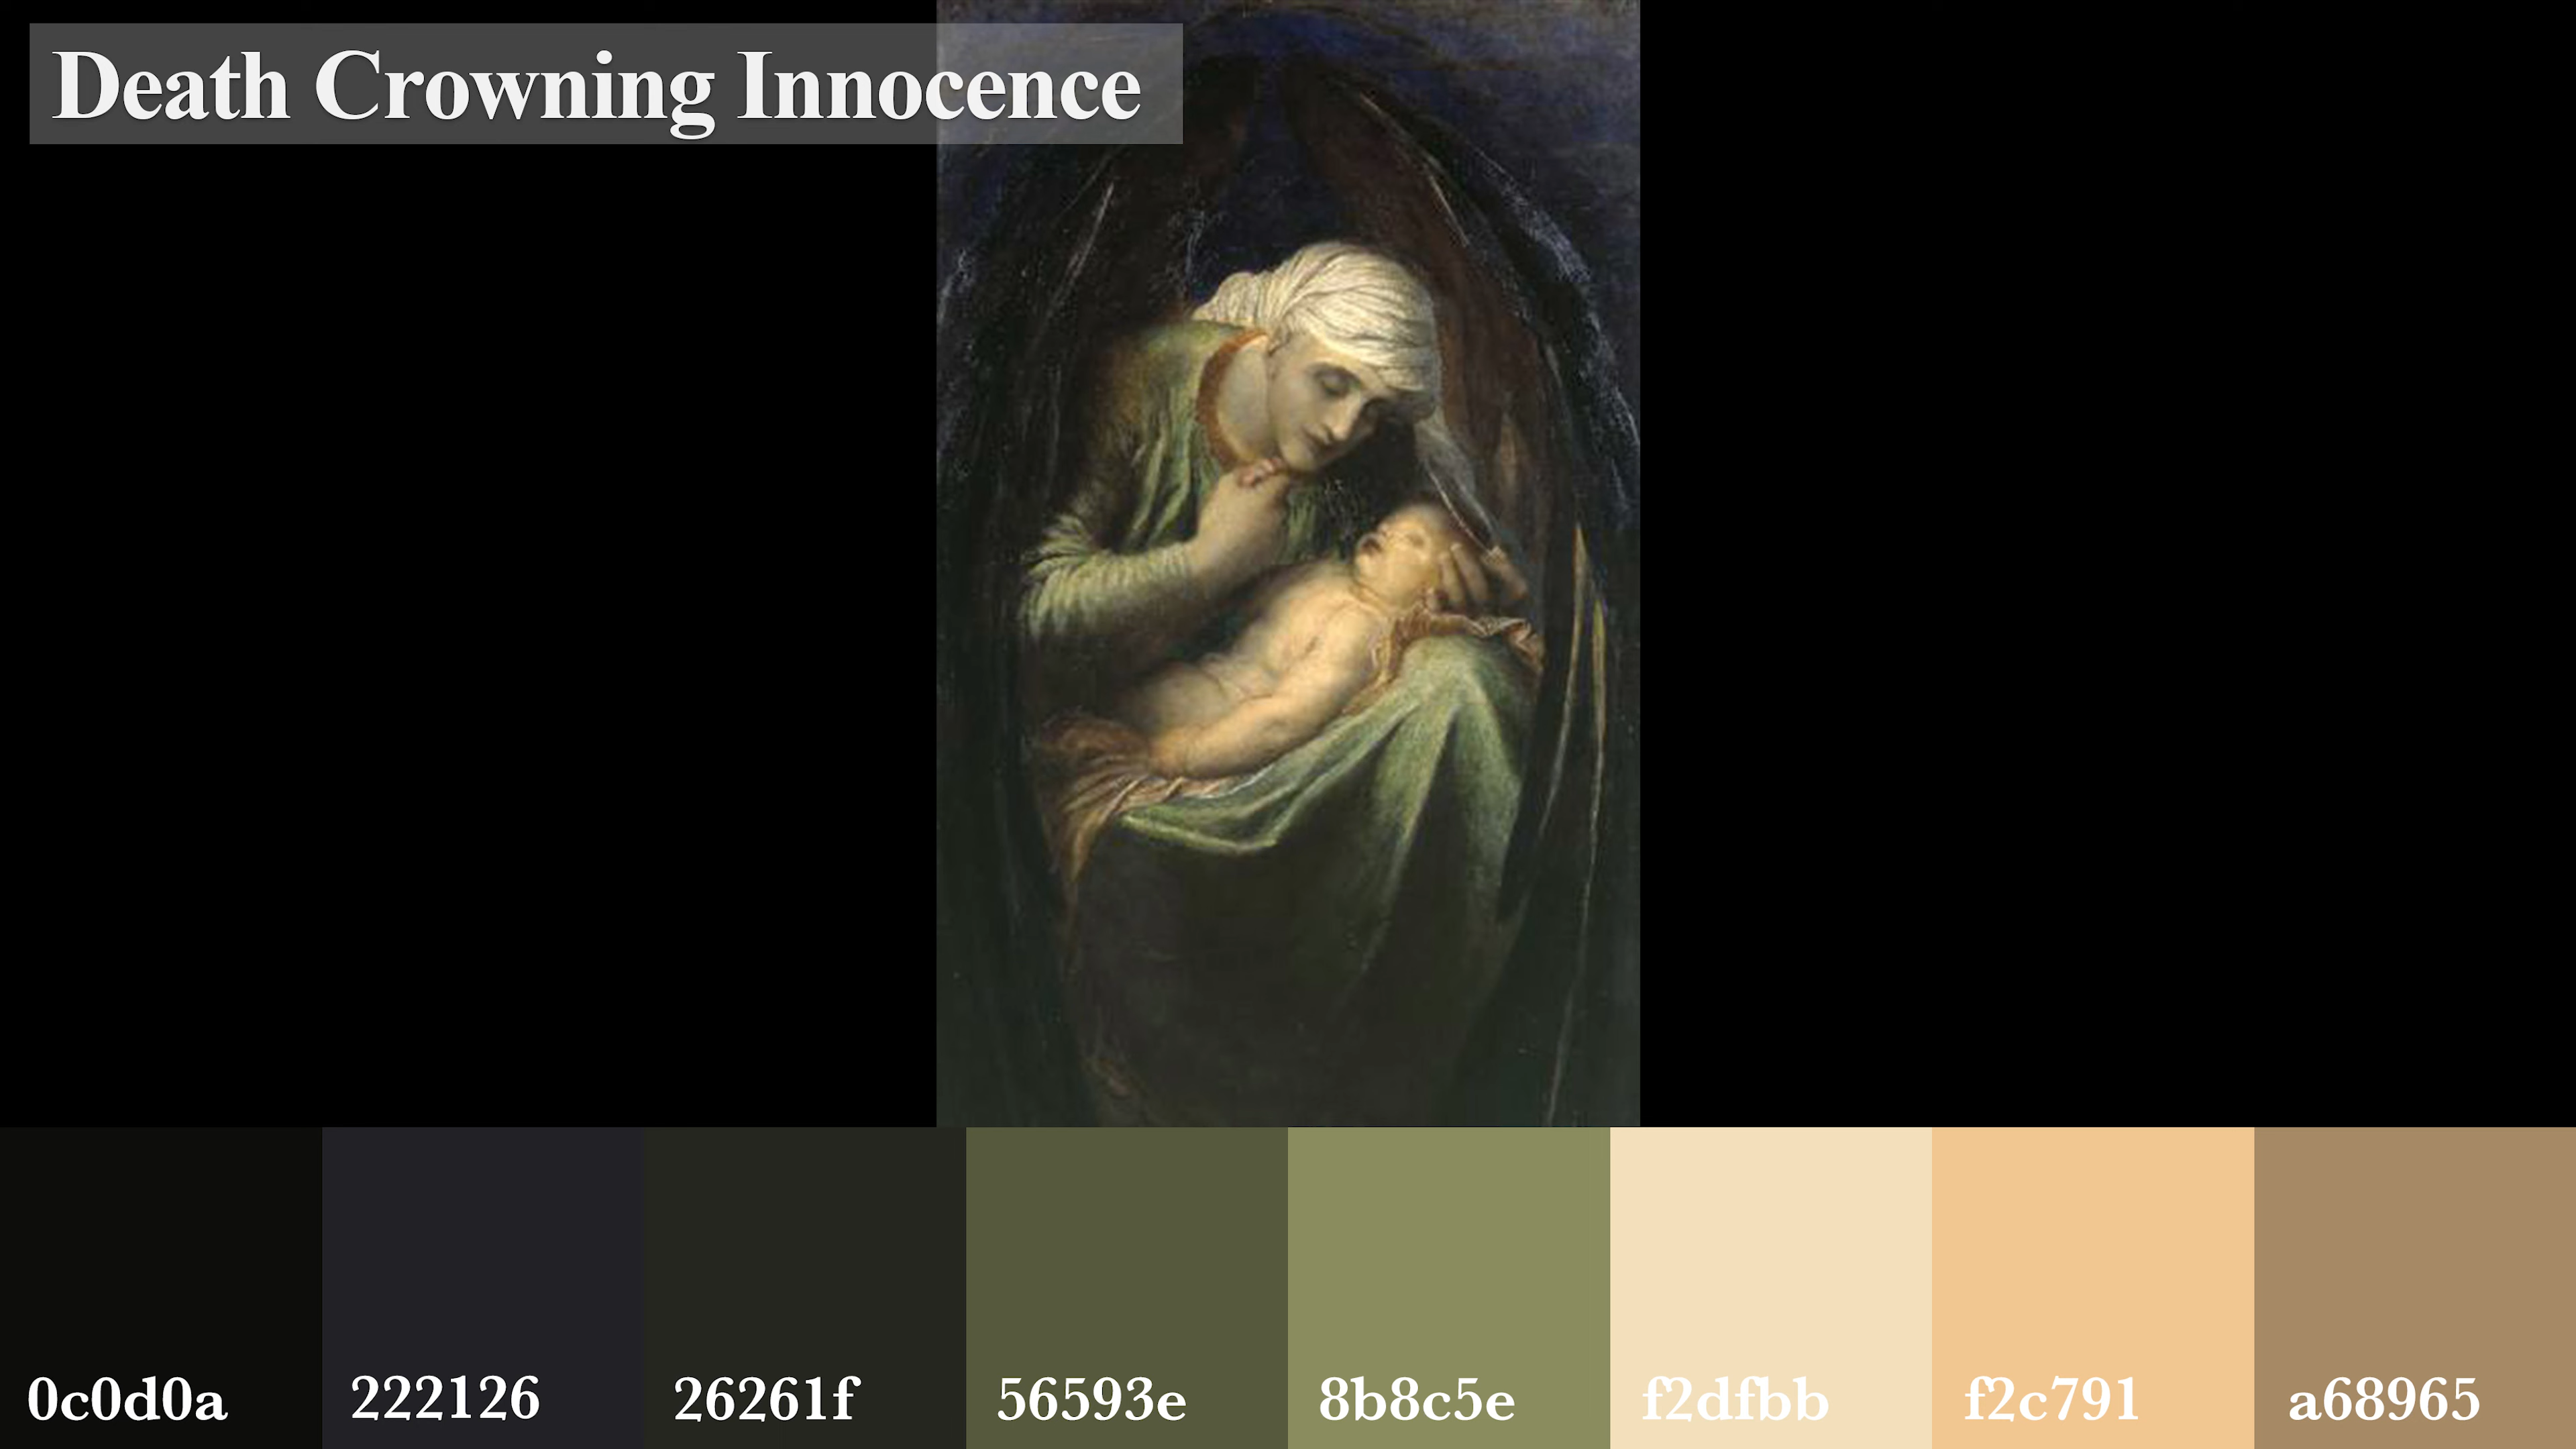 Death Crowning Innocence
0c0d0a 222126 26261f 56593e 8b8c5e f2dfbb f2c791 a68965